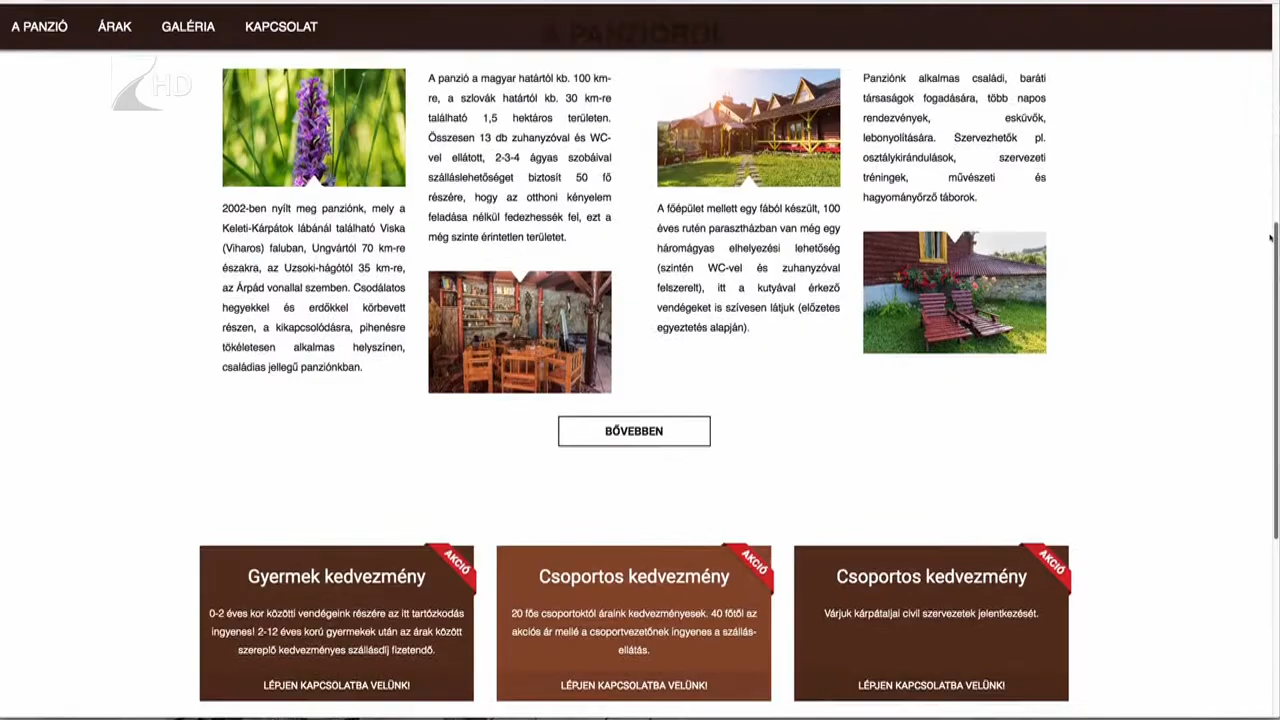 A PANZIÓ ÁRAK GALÉRIA KAPCSOLAT
A PANZIÓRÓL
HD
2002-ben nyílt meg panziónk, mely a
Keleti-Kárpátok lábánál található Viska
(Viharos) faluban, Ungvártól 70 km-re
északra, az Uzsoki-hágótól 35 km-re,
az Árpád vonallal szemben. Csodálatos
hegyekkel és erdőkkel körbevett
részen, a kikapcsolódásra, pihenésre
tökéletesen alkalmas helyszínen,
családias jellegű panziónkban.
A panzió a magyar határtól kb. 100 km-
re, a szlovák határtól kb. 30 km-re
található 1,5 hektáros területen.
Összesen 13 db zuhanyzóval és WC-
vel ellátott, 2-3-4 ágyas szobáival
szálláslehetőséget biztosít 50 fő
részére, hogy az otthoni kényelem
feladása nélkül fedezhessék fel, ezt a
még szinte érintetlen területet.
A főépület mellett egy fából készült, 100
éves rutén parasztházban van még egy
háromágyas elhelyezési lehetőség
(szintén WC-vel és zuhanyzóval
felszerelt), itt a kutyával érkező
vendégeket is szívesen látjuk (előzetes
egyeztetés alapján).
Panziónk alkalmas családi, baráti
társaságok fogadására, több napos
rendezvények, esküvők,
lebonyolítására. Szervezhetők pl.
osztálykirándulások, szervezeti
tréningek, művészeti és
hagyományőrző táborok.
BŐVEBBEN
AKCIÓ
Gyermek kedvezmény
0-2 éves kor közötti vendégeink részére az itt tartózkodás
ingyenes! 2-12 éves korú gyermekek után az árak között
szereplő kedvezményes szállásdíj fizetendő.
LÉPJEN KAPCSOLATBA VELÜNK!
AKCIÓ
Csoportos kedvezmény
20 fős csoportoktól áraink kedvezményesek. 40 főtől az
akciós ár mellé a csoportvezetőnek ingyenes a szállás-
ellátás.
LÉPJEN KAPCSOLATBA VELÜNK!
AKCIÓ
Csoportos kedvezmény
Várjuk kárpátaljai civil szervezetek jelentkezését.
LÉPJEN KAPCSOLATBA VELÜNK!